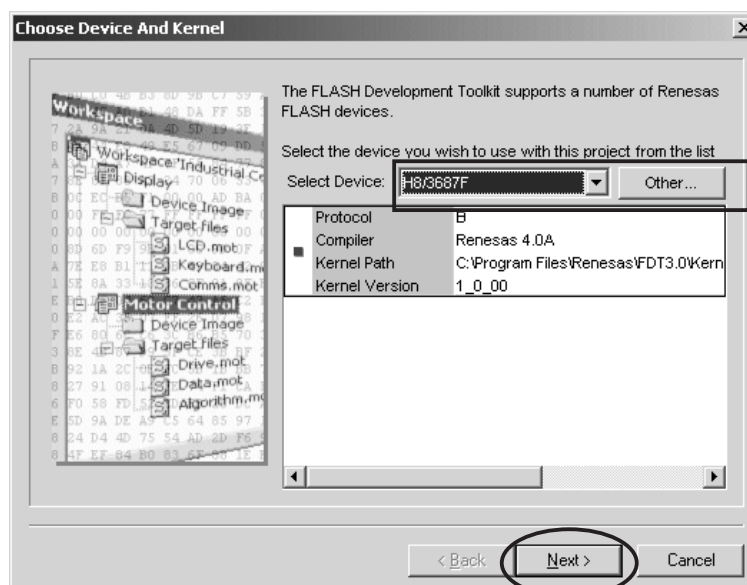 Choose Device And Kernel
The FLASH Development Toolkit supports a number of Renesas
FLASH devices.
Select the device you wish to use with this project from the list
Select Device: H8/3687F Other...
Protocol B
Compiler Renesas 4.0A
Kernel Path C:\Program Files\Renesas\FDT3.0\Kern
Kernel Version 1_0_00
Workspace
Workspace:'Industrial Ce
Display
Device Image
Target files
LCD.mot
Keyboard.m
Comms.mot
Motor Control
Device Image
Target files
Drive.mot
Data.mot
Algorithm.mo
< Back Next > Cancel